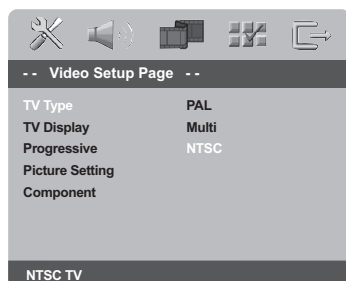 - - Video Setup Page - -
TV Type PAL
TV Display Multi
Progressive NTSC
Picture Setting
Component
NTSC TV